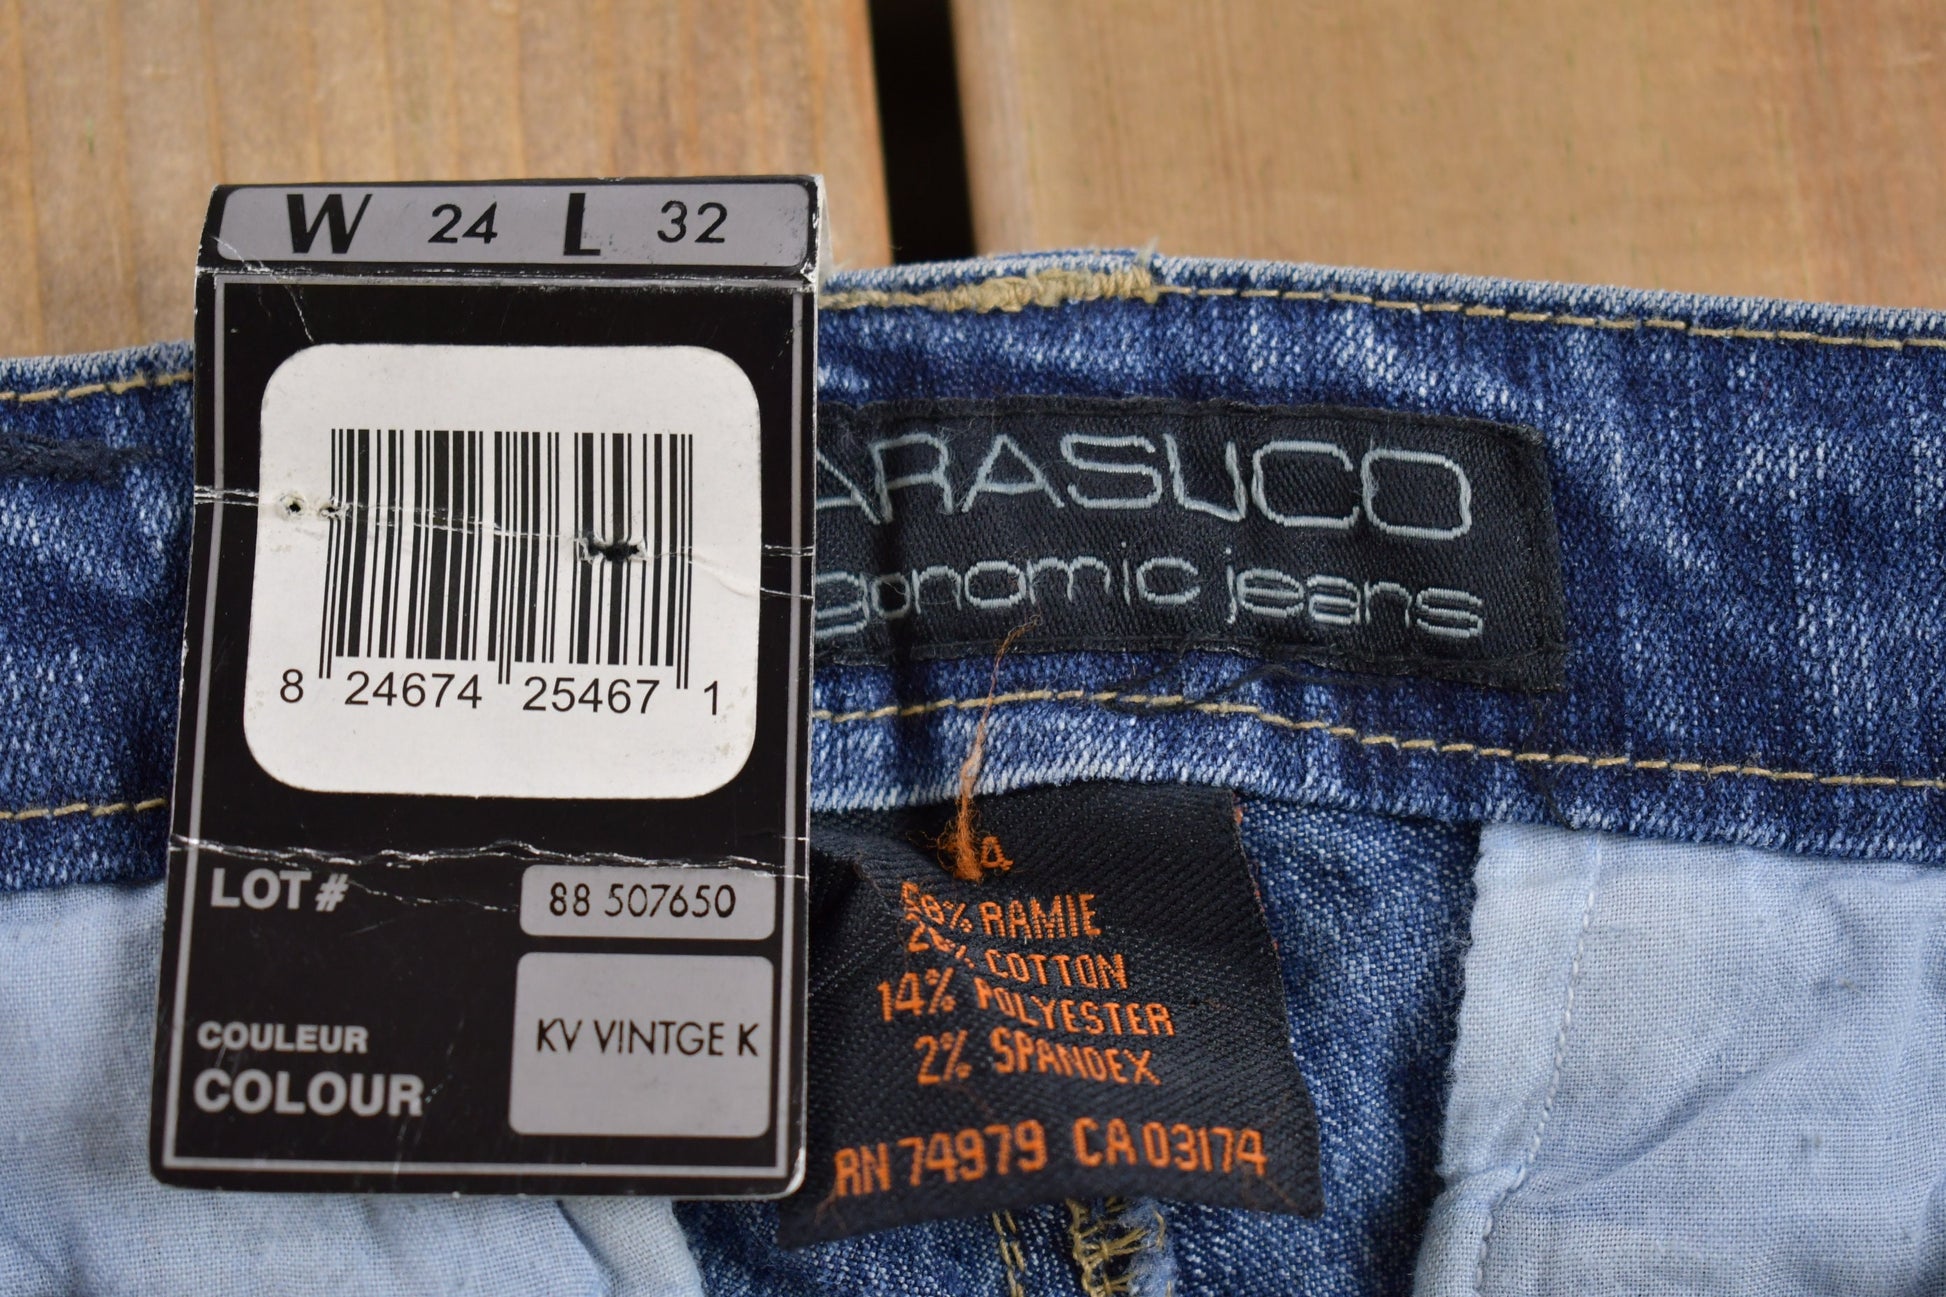 W 24 L 32
8 24674 25467 1
LOT # 88 507650
COULEUR
COLOUR
KV VINTGE K
ARASUCO
gonomic jeans
RAMIE
COTTON
14% POLYESTER
2% SPANDEX
RN 74979 CA 03174